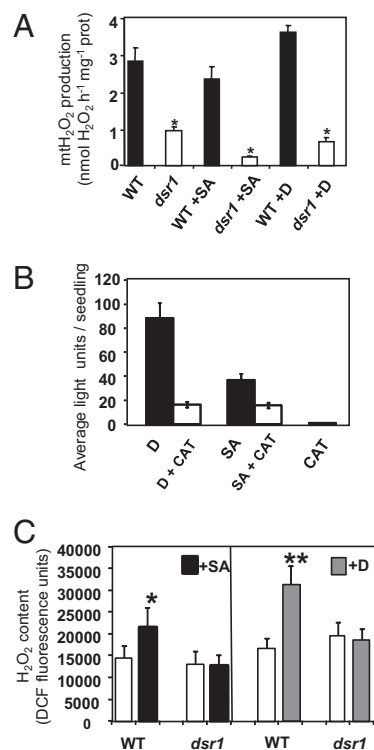 A
mtH2O2 production
(nmol H2O2 h-1 mg-1 prot)
4
3
2
1
0
*
*
*
WT
dsr1
WT +SA
dsr1 +SA
WT +D
dsr1 +D
B
Average light units / seedling
120
100
80
60
40
20
0
D
D + CAT
SA
SA + CAT
CAT
C
H2O2 content
(DCF fluorescence units)
40000
35000
30000
25000
20000
15000
10000
5000
0
+SA
+D
*
**
WT
dsr1
WT
dsr1